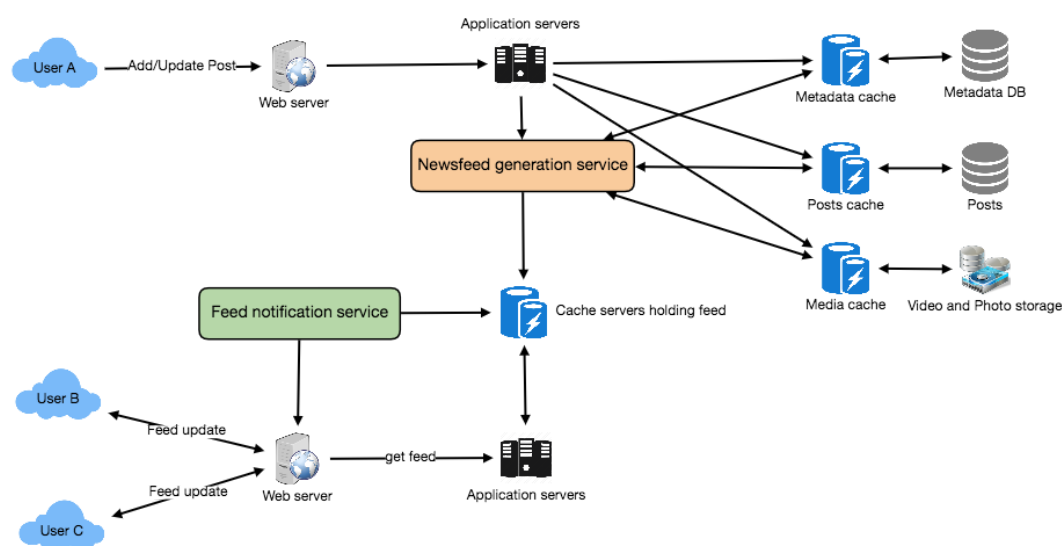 Application servers
User A
Add/Update Post
Web server
Metadata cache
Metadata DB
Newsfeed generation service
Posts cache
Posts
Media cache
Video and Photo storage
Feed notification service
Cache servers holding feed
User B
Feed update
get feed
Feed update
Web server
Application servers
User C